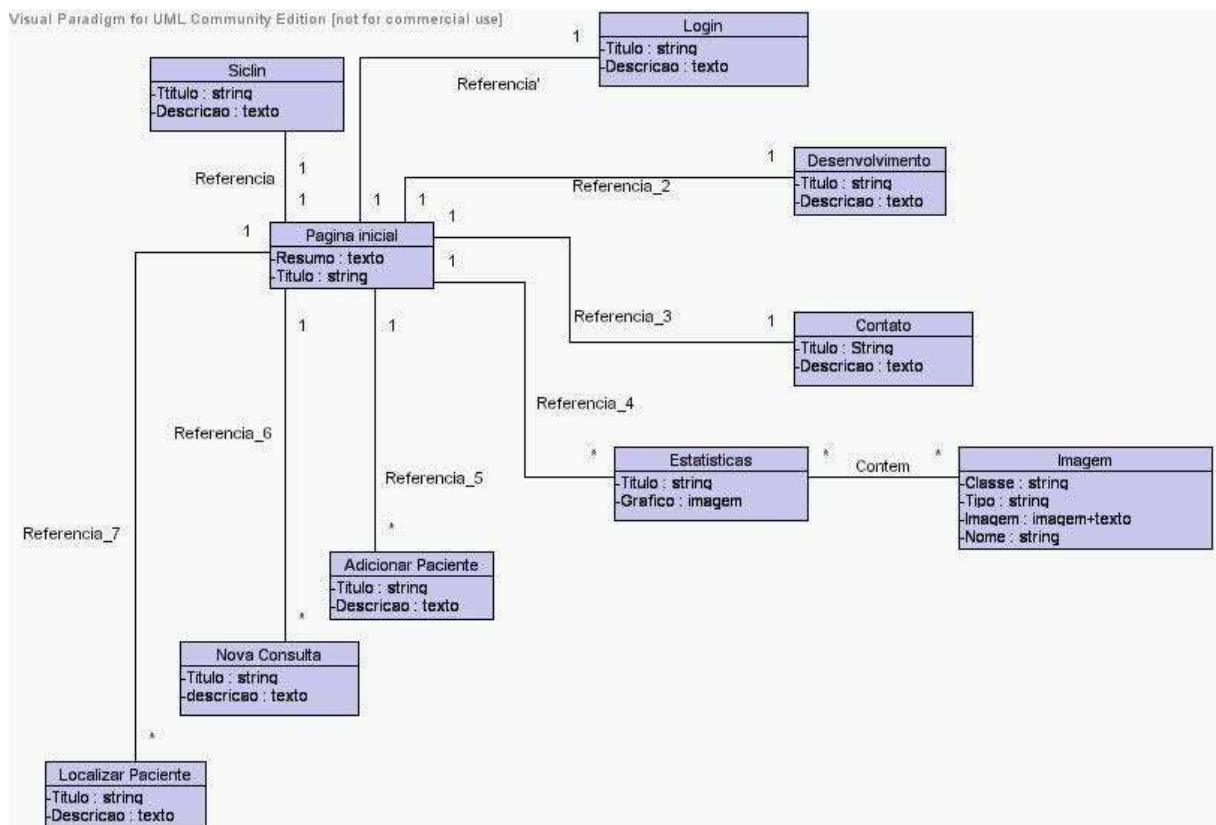 Visual Paradigm for UML Community Edition [not for commercial use]
Login
-Titulo : string
-Descricao : texto
1
Referencia'
Siclin
-Ttitulo : string
-Descricao : texto
Referencia
1
1
1
1
Desenvolvimento
-Titulo : string
-Descricao : texto
1
Referencia_2
Pagina inicial
-Resumo : texto
-Titulo : string
1
1
1
1
1
Referencia_3
1
Contato
-Titulo : String
-Descricao : texto
Referencia_4
*
Estatisticas
-Titulo : string
-Grafico : imagem
*
Contem
*
Imagem
-Classe : string
-Tipo : string
-Imagem : imagem+texto
-Nome : string
Referencia_6
Referencia_5
*
Adicionar Paciente
-Titulo : string
-Descricao : texto
Referencia_7
*
Nova Consulta
-Titulo : string
-descricao : texto
*
Localizar Paciente
-Titulo : string
-Descricao : texto